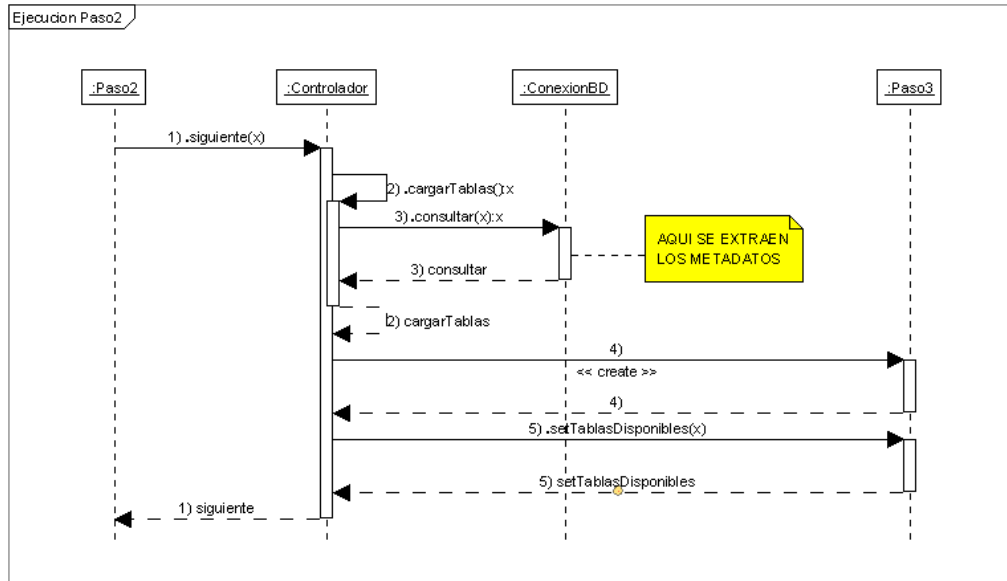 Ejecucion Paso2
:Paso2
:Controlador
:ConexionBD
:Paso3
1) .siguiente(x)
2) .cargarTablas():x
3).consultar(x):x
AQUI SE EXTRAEN
LOS METADATOS
3) consultar
2) cargarTablas
4)
<< create >>
4)
5) .setTablasDisponibles(x)
5) setTablasDisponibles
1) siguiente